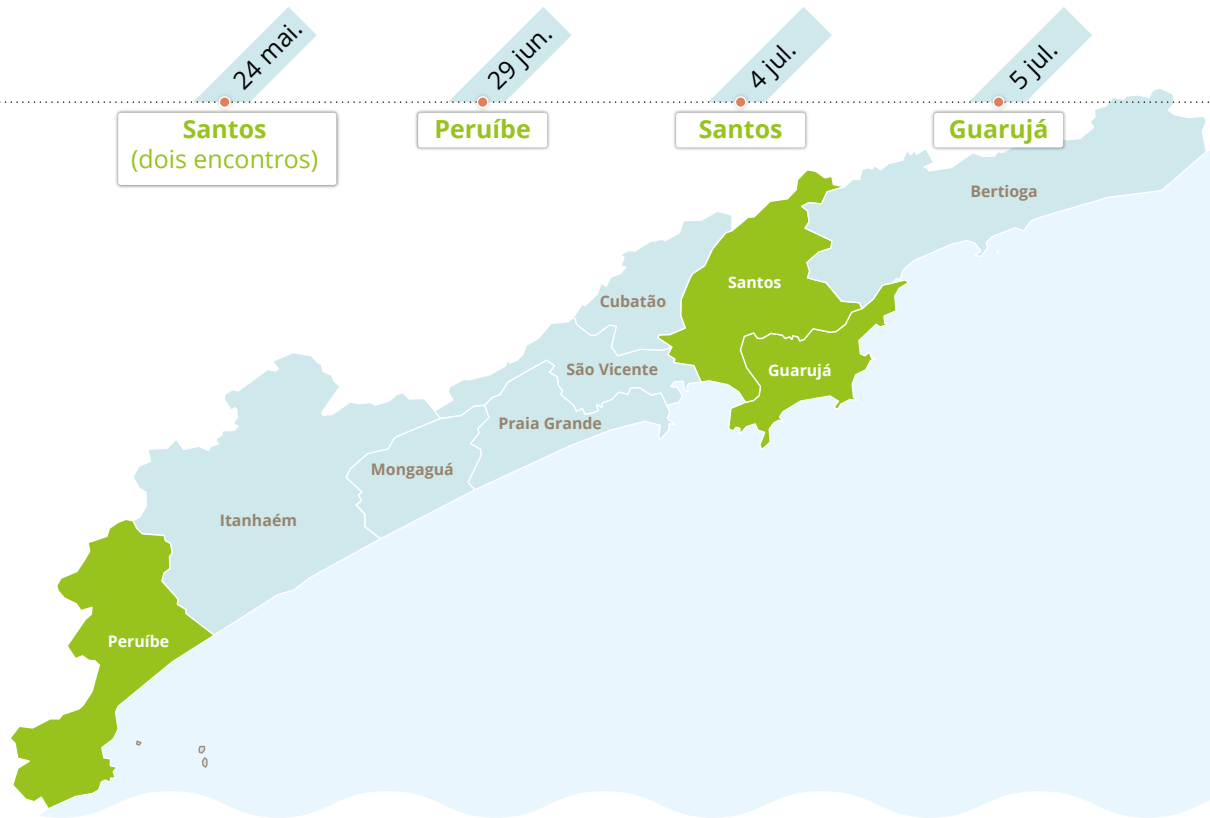 24 mai.
29 jun.
4 jul.
5 jul.
Santos
(dois encontros)
Peruíbe
Santos
Guarujá
Bertioga
Santos
Cubatão
São Vicente
Guarujá
Praia Grande
Mongaguá
Itanhaém
Peruíbe